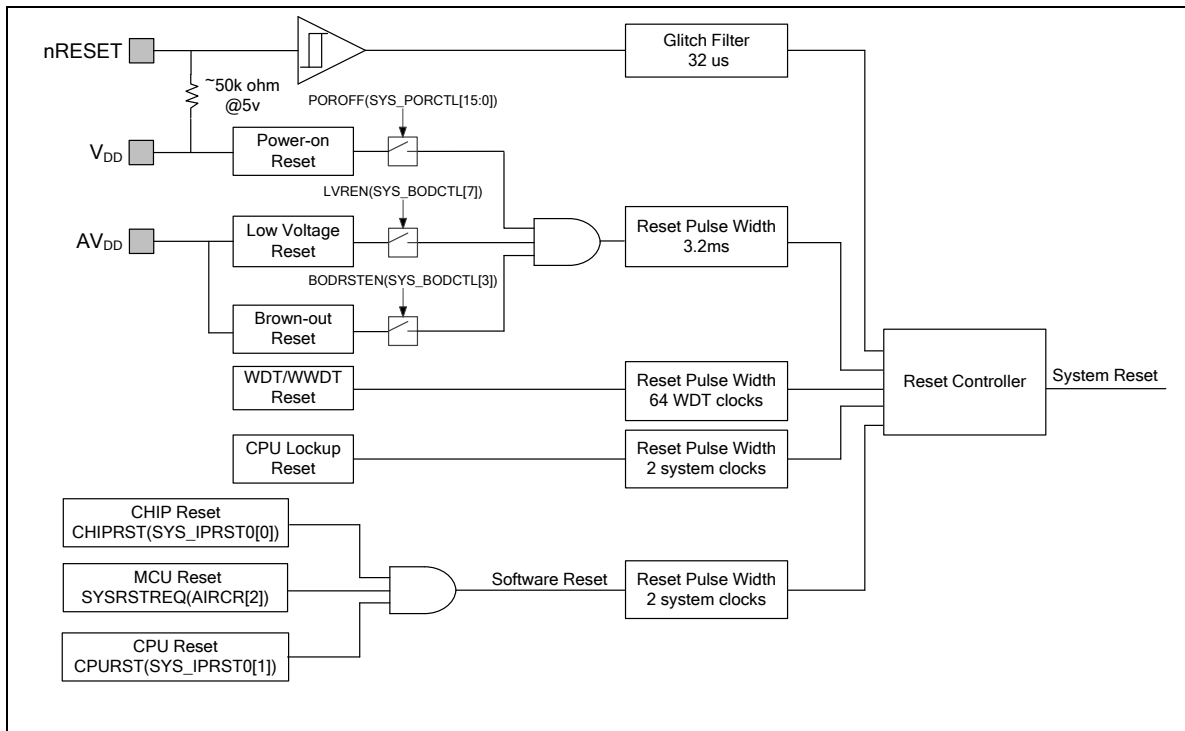 nRESET
Glitch Filter
32 us
~50k ohm
@5v
POROFF(SYS_PORCTL[15:0])
VDD
Power-on
Reset
LVREN(SYS_BODCTL[7])
AVDD
Low Voltage
Reset
Reset Pulse Width
3.2ms
BODRSTEN(SYS_BODCTL[3])
Brown-out
Reset
WDT/WWDT
Reset
Reset Pulse Width
64 WDT clocks
Reset Controller
System Reset
CPU Lockup
Reset
Reset Pulse Width
2 system clocks
CHIP Reset
CHIPRST(SYS_IPRST0[0])
MCU Reset
SYSRSTREQ(AIRCR[2])
Software Reset
Reset Pulse Width
2 system clocks
CPU Reset
CPURST(SYS_IPRST0[1])